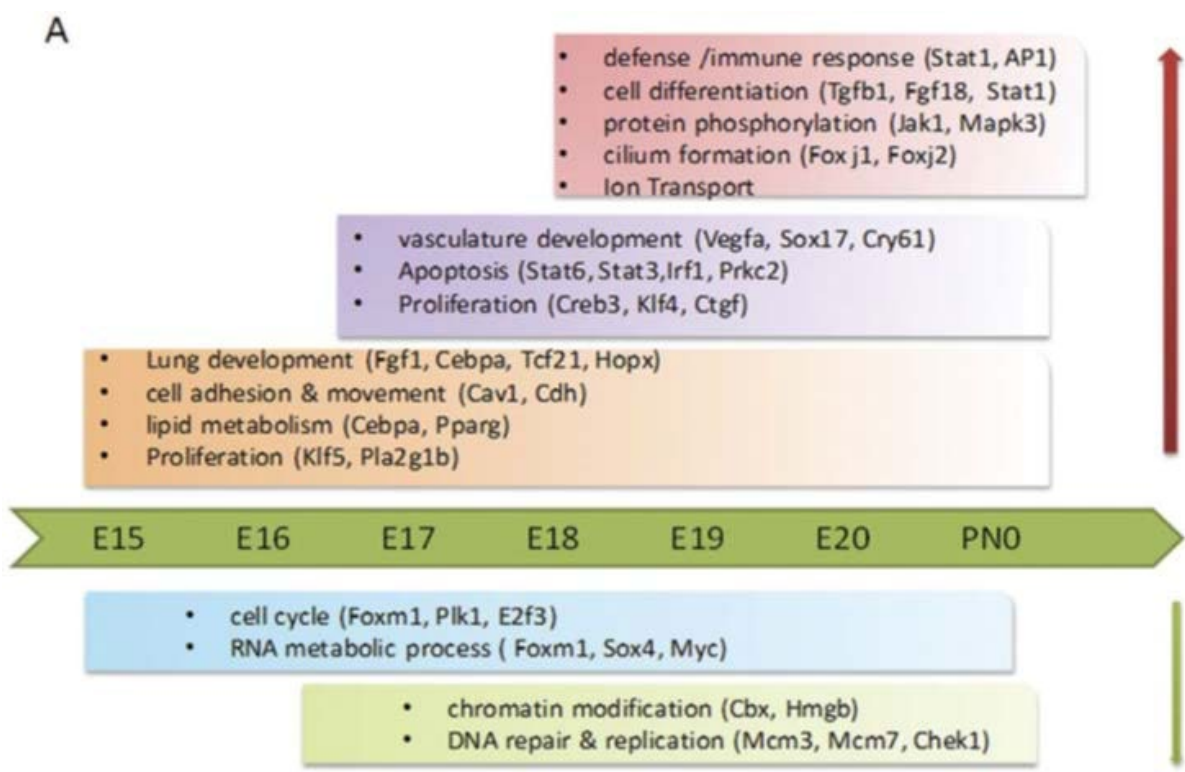 A
• defense /immune response (Stat1, AP1)
• cell differentiation (Tgfb1, Fgf18, Stat1)
• protein phosphorylation (Jak1, Mapk3)
• cilium formation (Fox j1, Foxj2)
• Ion Transport
• vasculature development (Vegfa, Sox17, Cry61)
• Apoptosis (Stat6, Stat3,Irf1, Prkc2)
• Proliferation (Creb3, Klf4, Ctgf)
• Lung development (Fgf1, Cebpa, Tcf21, Hopx)
• cell adhesion & movement (Cav1, Cdh)
• lipid metabolism (Cebpa, Pparg)
• Proliferation (Klf5, Pla2g1b)
E15 E16 E17 E18 E19 E20 PN0
• cell cycle (Foxm1, Plk1, E2f3)
• RNA metabolic process ( Foxm1, Sox4, Myc)
• chromatin modification (Cbx, Hmgb)
• DNA repair & replication (Mcm3, Mcm7, Chek1)